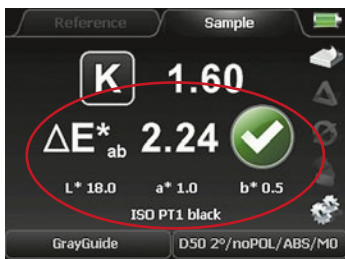 Reference Sample
K 1.60
ΔE*ab 2.24
L* 18.0 a* 1.0 b* 0.5
ISO PT1 black
GrayGuide D50 2°/noPOL/ABS/M0